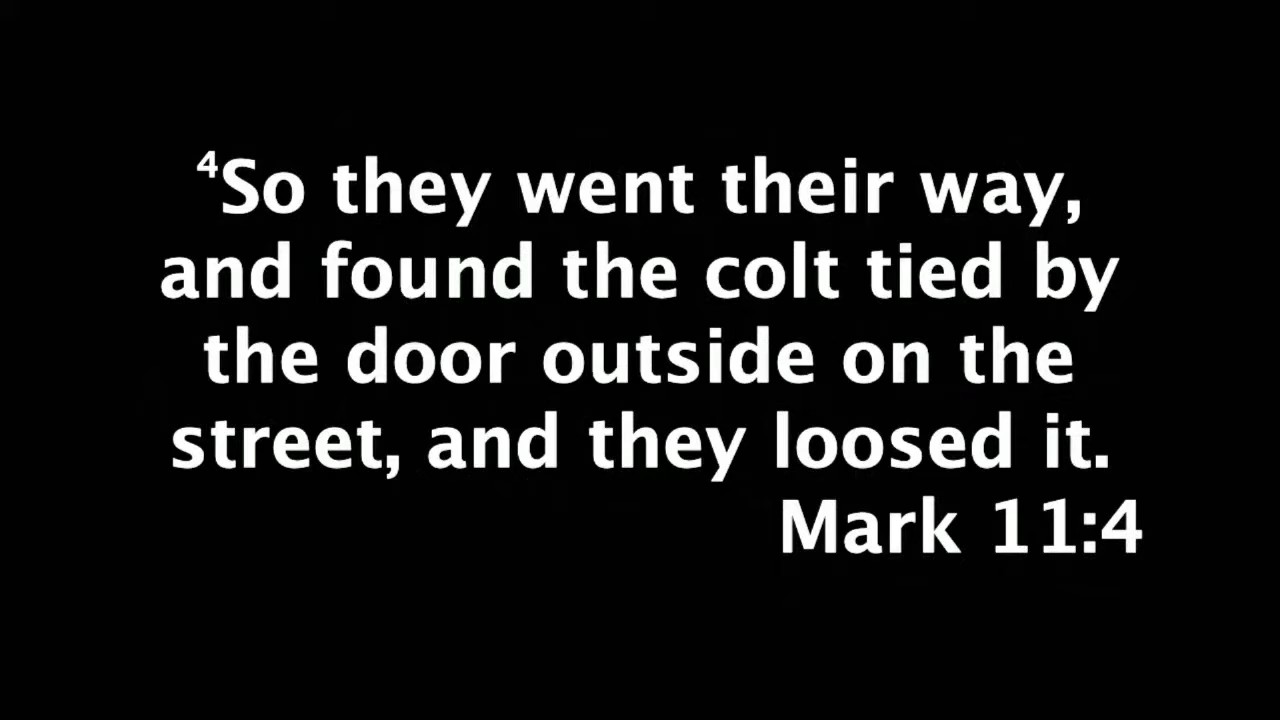 ⁴So they went their way,
and found the colt tied by
the door outside on the
street, and they loosed it.
Mark 11:4